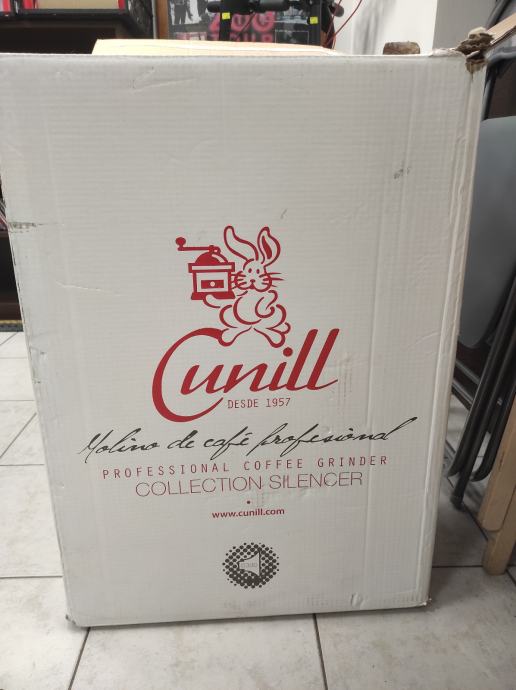 Cunill
DESDE 1957
Molino de café profesional
PROFESSIONAL COFFEE GRINDER
COLLECTION SILENCER
www.cunill.com